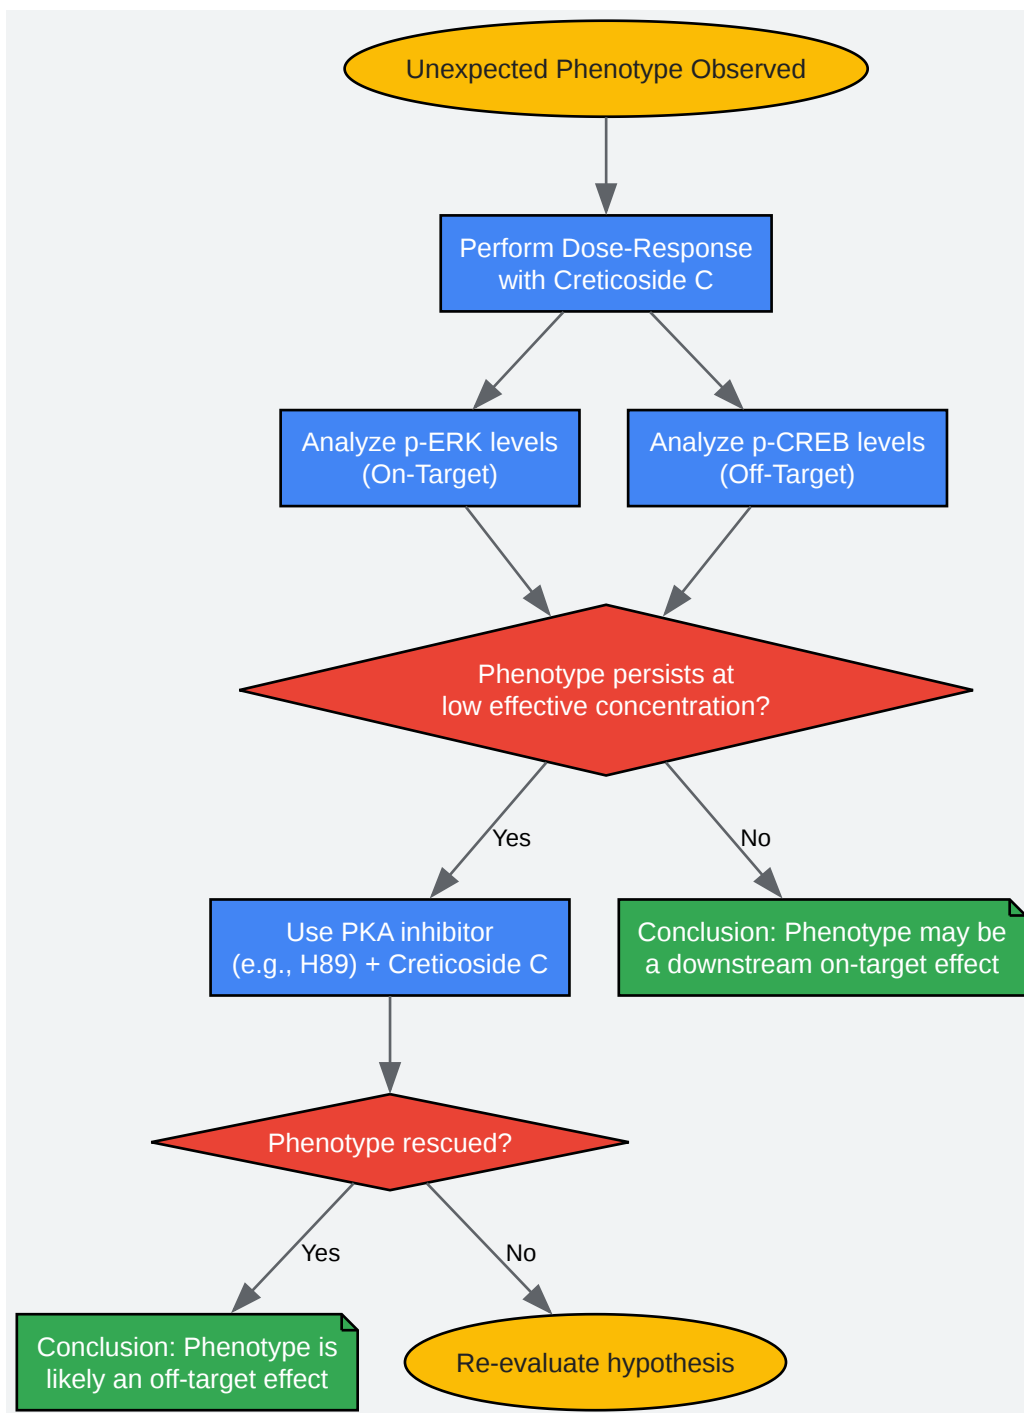 Unexpected Phenotype Observed
Perform Dose-Response
with Creticoside C
Analyze p-ERK levels
(On-Target)
Analyze p-CREB levels
(Off-Target)
Phenotype persists at
low effective concentration?
Yes
No
Use PKA inhibitor
(e.g., H89) + Creticoside C
Conclusion: Phenotype may be
a downstream on-target effect
Phenotype rescued?
Yes
No
Conclusion: Phenotype is
likely an off-target effect
Re-evaluate hypothesis